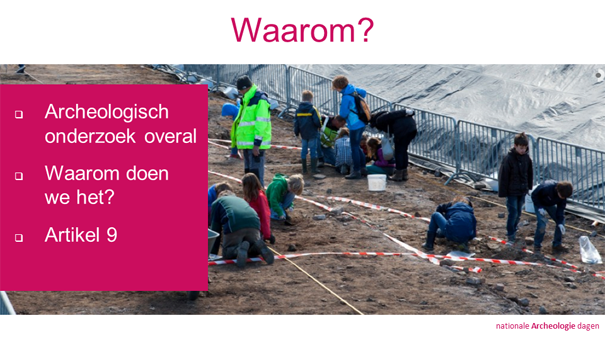 Waarom?
Archeologisch
onderzoek overal
Waarom doen
we het?
Artikel 9
nationale Archeologie dagen